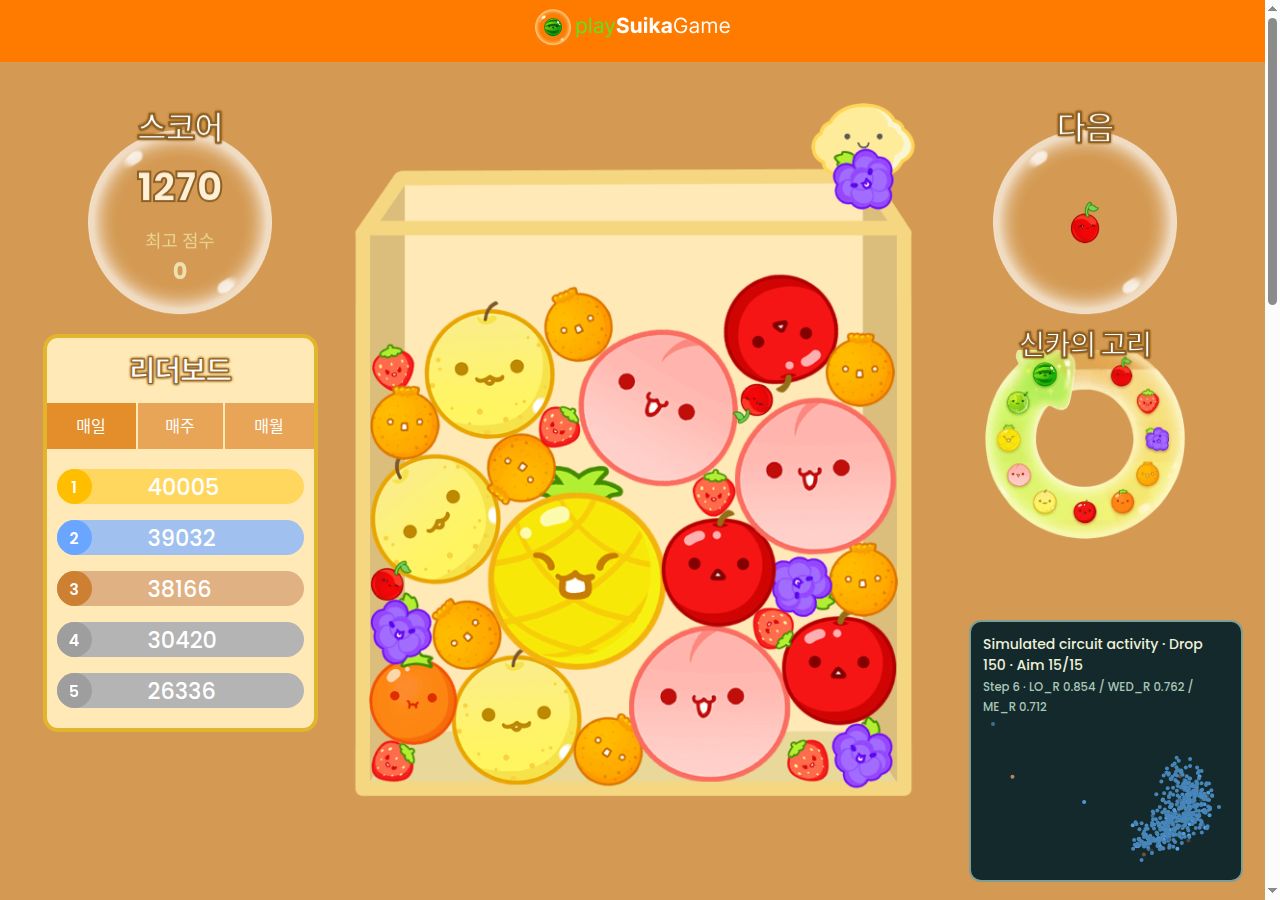 playSuikaGame
스코어
1270
최고 점수
0
리더보드
매일 매주 매월
1 40005
2 39032
3 38166
4 30420
5 26336
다음
신카의 고리
Simulated circuit activity · Drop
150 · Aim 15/15
Step 6 · LO_R 0.854 / WED_R 0.762 /
ME_R 0.712